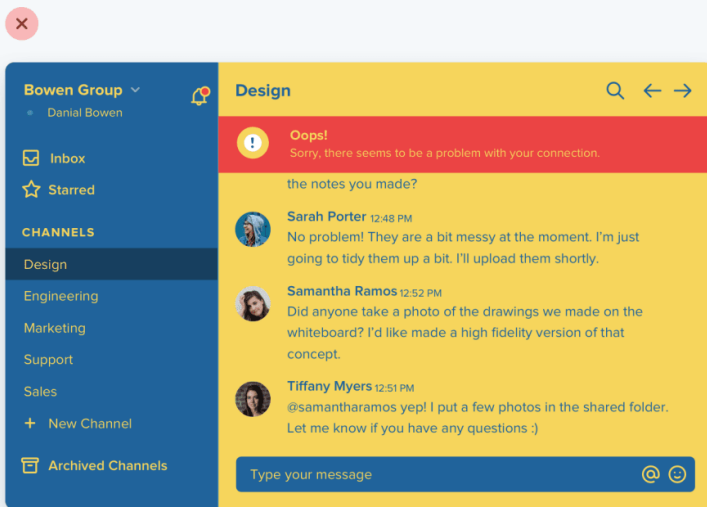 Bowen Group
Danial Bowen
Inbox
Starred
CHANNELS
Design
Engineering
Marketing
Support
Sales
+ New Channel
Archived Channels
Design
Oops!
Sorry, there seems to be a problem with your connection.
the notes you made?
Sarah Porter 12:48 PM
No problem! They are a bit messy at the moment. I’m just
going to tidy them up a bit. I’ll upload them shortly.
Samantha Ramos 12:52 PM
Did anyone take a photo of the drawings we made on the
whiteboard? I’d like made a high fidelity version of that
concept.
Tiffany Myers 12:51 PM
@samantharamos yep! I put a few photos in the shared folder.
Let me know if you have any questions :)
Type your message